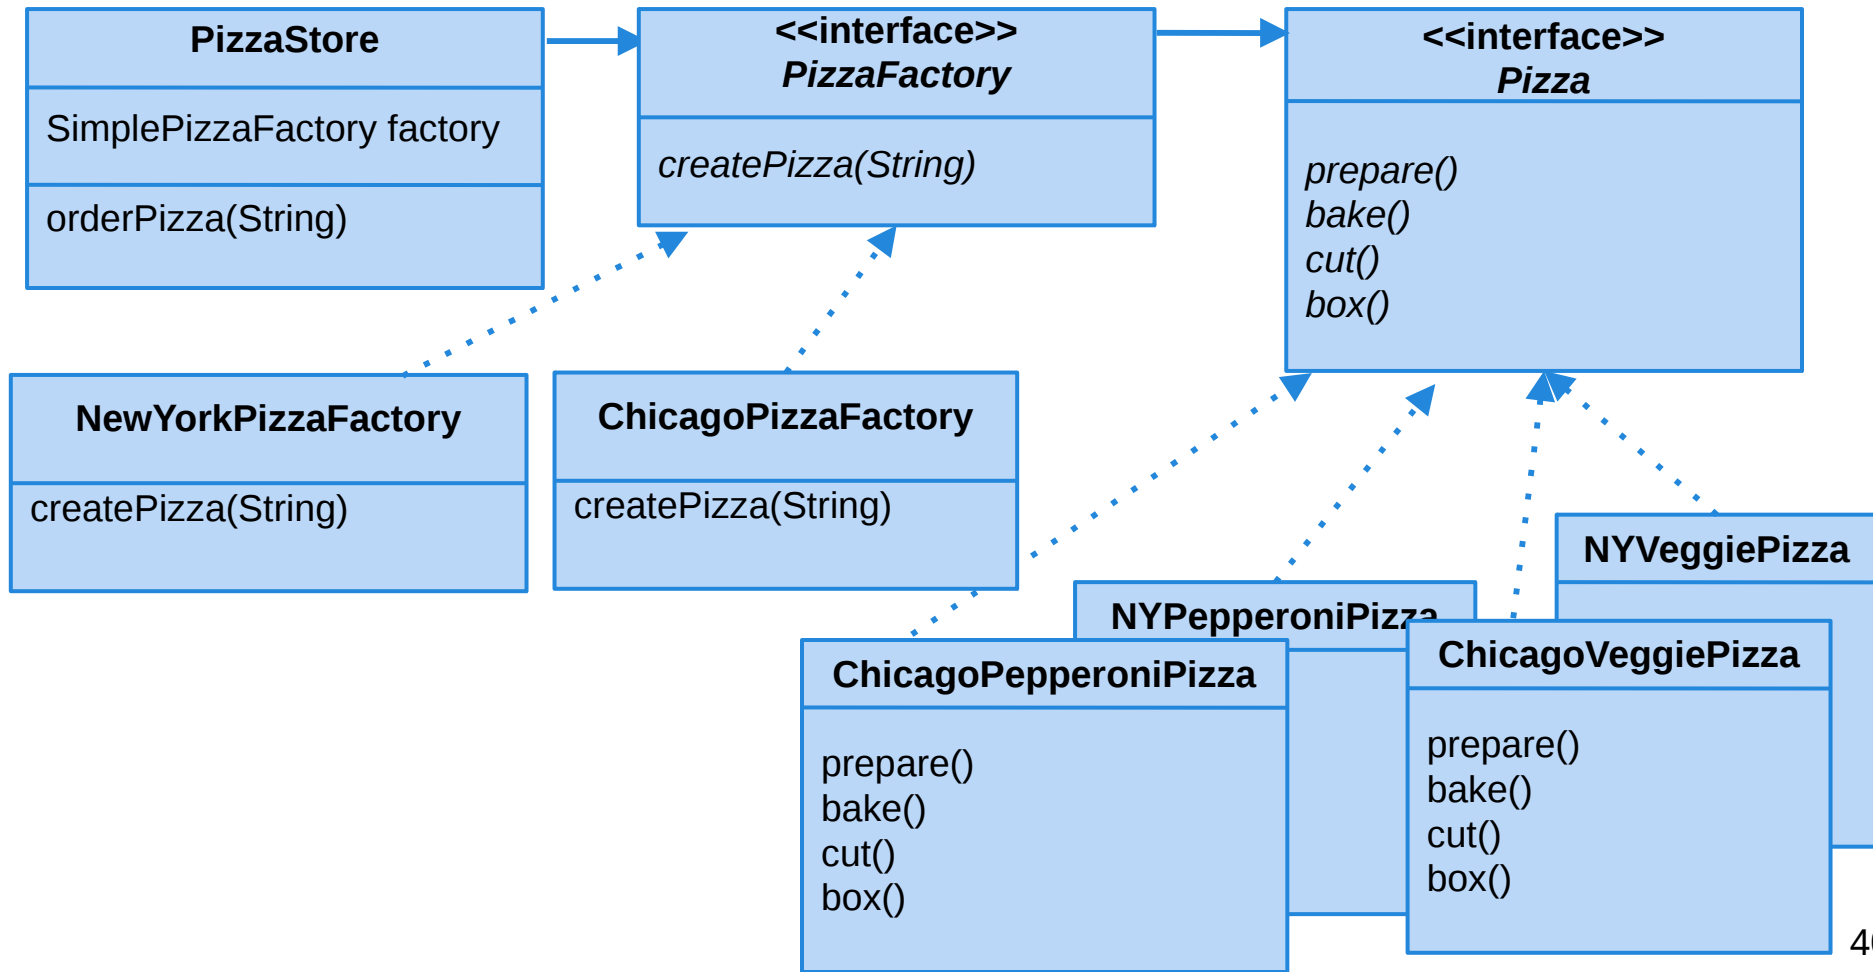 PizzaStore
SimplePizzaFactory factory
orderPizza(String)
<<interface>>
PizzaFactory
createPizza(String)
<<interface>>
Pizza
prepare()
bake()
cut()
box()
NewYorkPizzaFactory
createPizza(String)
ChicagoPizzaFactory
createPizza(String)
NYVeggiePizza
NYPepperoniPizza
ChicagoPepperoniPizza
prepare()
bake()
cut()
box()
ChicagoVeggiePizza
prepare()
bake()
cut()
box()